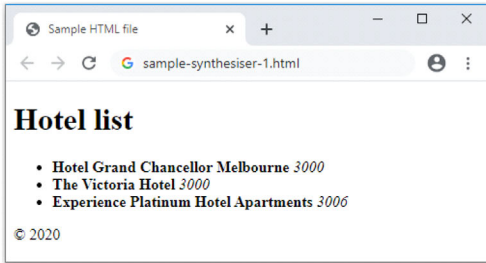 Sample HTML file
sample-synthesiser-1.html
Hotel list
• Hotel Grand Chancellor Melbourne 3000
• The Victoria Hotel 3000
• Experience Platinum Hotel Apartments 3006
© 2020